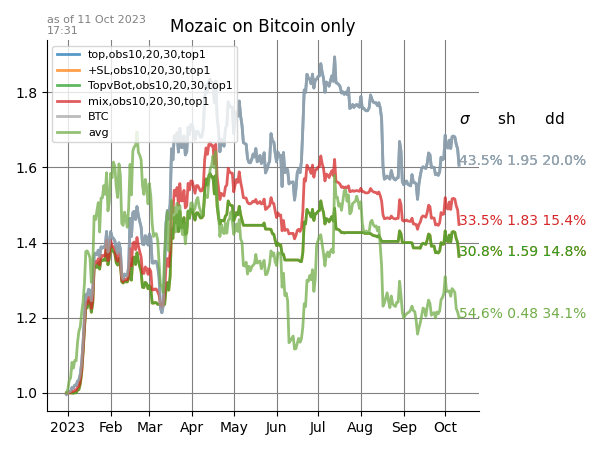 as of 11 Oct 2023
17:31
Mozaic on Bitcoin only
top,obs10,20,30,top1
+SL,obs10,20,30,top1
TopvBot,obs10,20,30,top1
mix,obs10,20,30,top1
BTC
avg
σ sh dd
43.5% 1.95 20.0%
33.5% 1.83 15.4%
30.8% 1.59 14.8%
54.6% 0.48 34.1%
1.8
1.6
1.4
1.2
1.0
2023 Feb Mar Apr May Jun Jul Aug Sep Oct